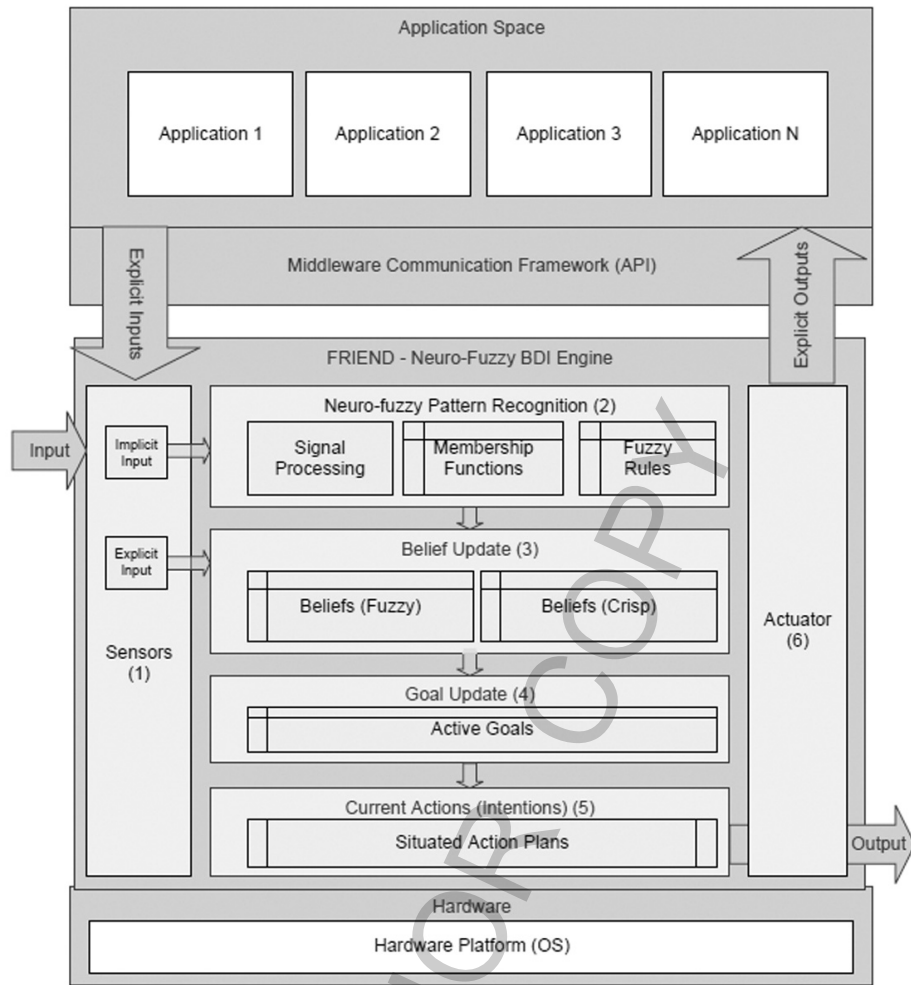 Application Space
Application 1
Application 2
Application 3
Application N
Explicit Inputs
Middleware Communication Framework (API)
Explicit Outputs
FRIEND - Neuro-Fuzzy BDI Engine
Input
Implicit
Input
Explicit
Input
Sensors
(1)
Neuro-fuzzy Pattern Recognition (2)
Signal
Processing
Membership
Functions
Fuzzy
Rules
Belief Update (3)
Beliefs (Fuzzy)
Beliefs (Crisp)
Goal Update (4)
Active Goals
Current Actions (Intentions) (5)
Situated Action Plans
Actuator
(6)
Output
Hardware
Hardware Platform (OS)
OR COPY